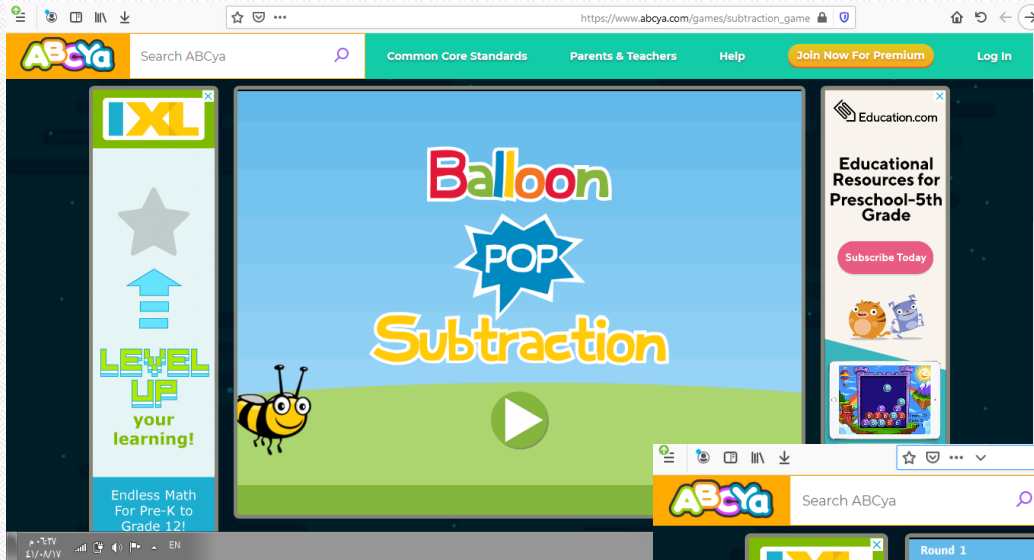 https://www.abcya.com/games/subtraction_game
ABCYa
Search ABCya
Common Core Standards
Parents & Teachers
Help
Join Now For Premium
Log In
IXL
LEVEL
UP
your
learning!
Endless Math
For Pre-K to
Grade 12!
Balloon
POP
Subtraction
Education.com
Educational
Resources for
Preschool-5th
Grade
Subscribe Today
ABCYa
Search ABCya
Round 1
EN